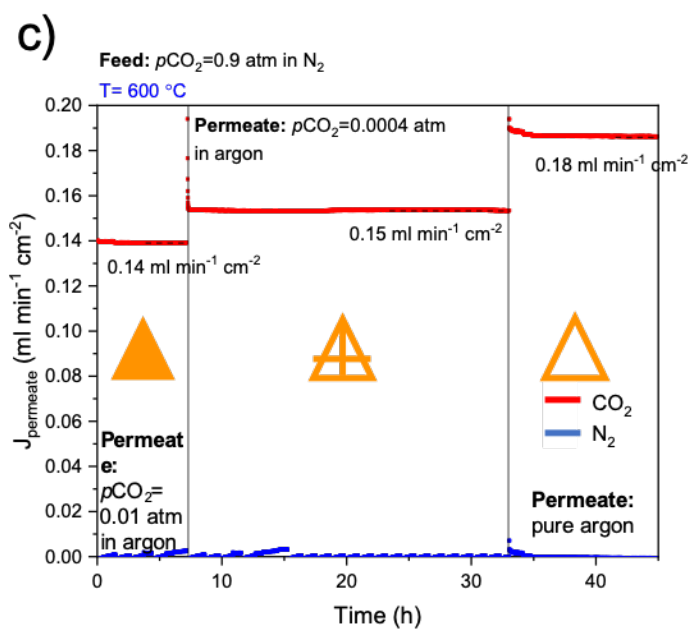 c)
Feed: pCO₂=0.9 atm in N₂
T= 600 °C
0.20
0.18
0.16
0.14
0.12
0.10
0.08
0.06
0.04
0.02
0.00
J_permeate (ml min⁻¹ cm⁻²)
Permeate: pCO₂=0.0004 atm
in argon
0.18 ml min⁻¹ cm⁻²
0.15 ml min⁻¹ cm⁻²
0.14 ml min⁻¹ cm⁻²
CO₂
N₂
Permeat
e:
pCO₂=
0.01 atm
in argon
Permeate:
pure argon
0
10
20
30
40
Time (h)